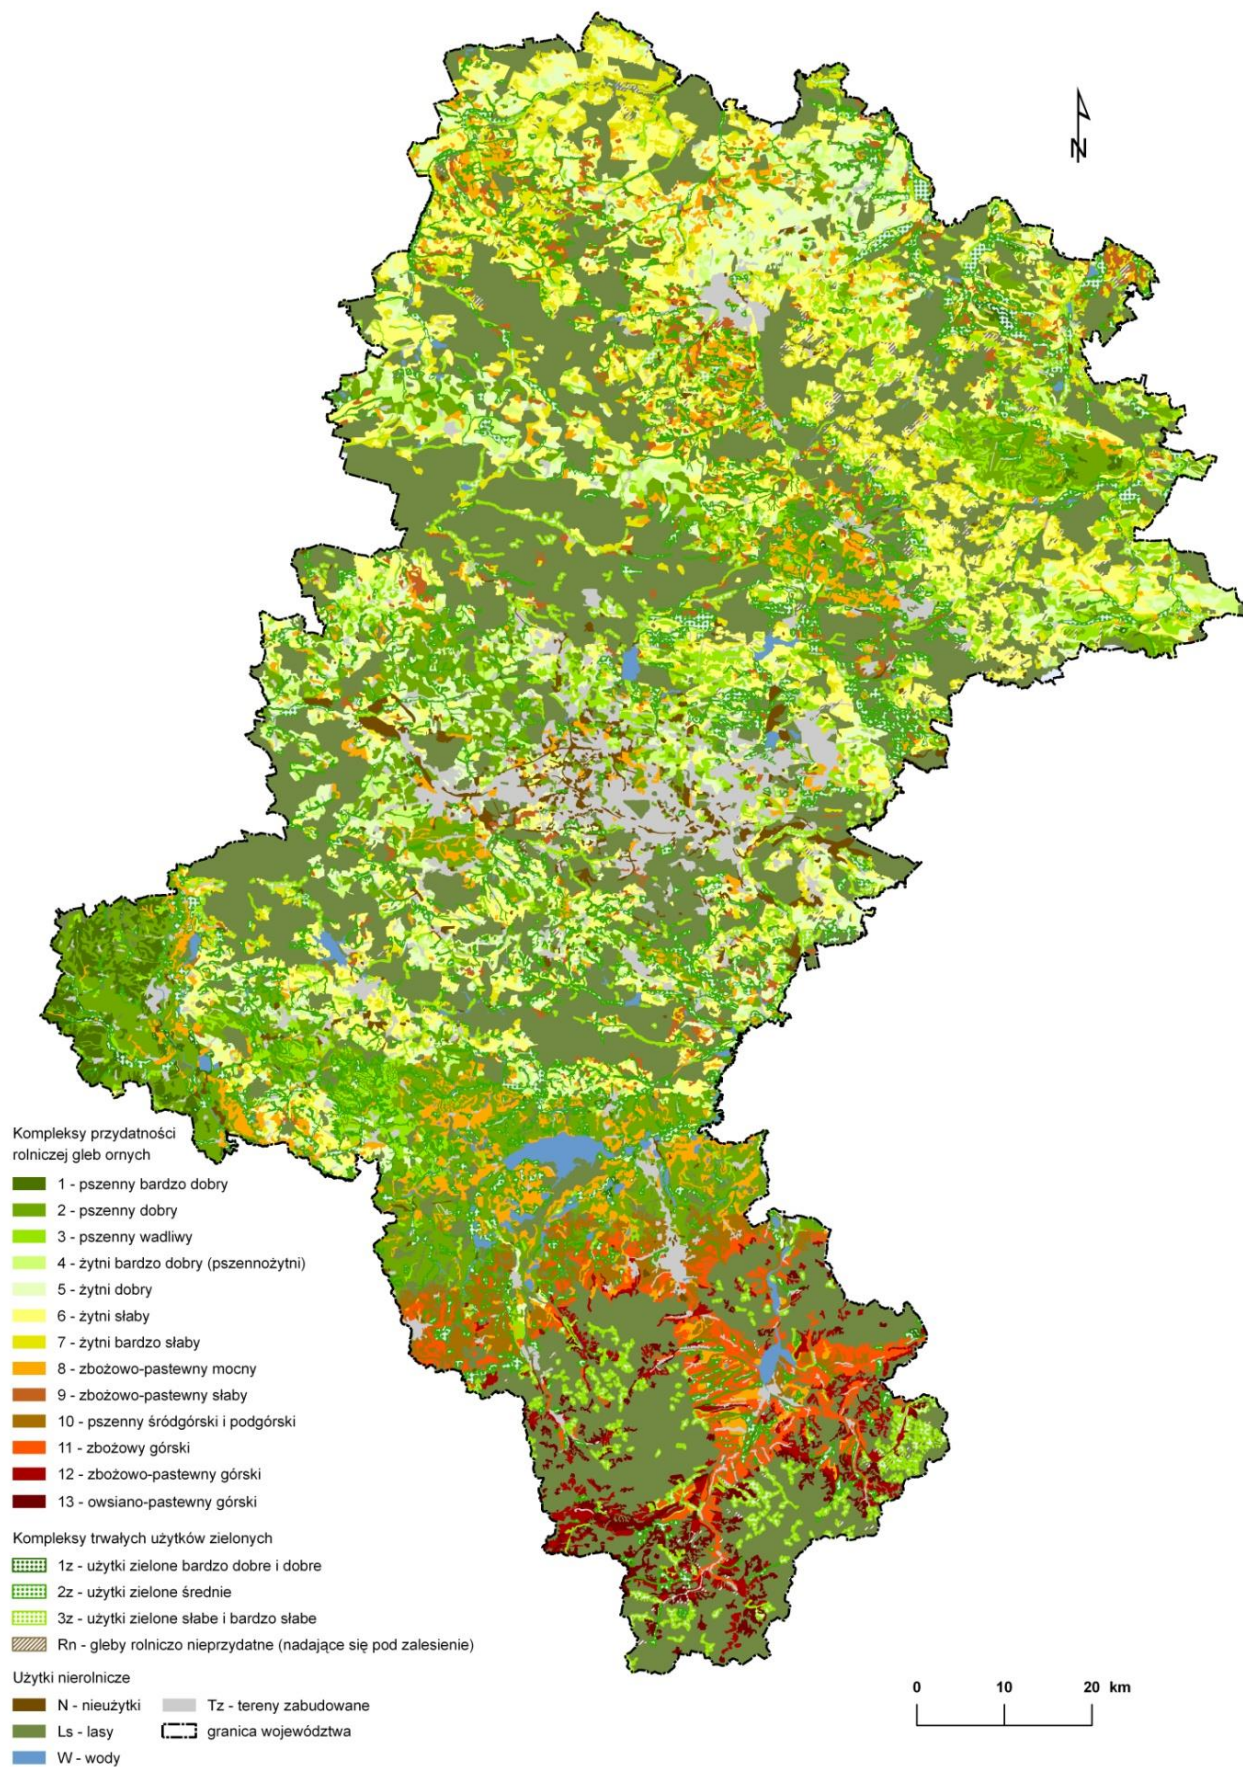 N
Kompleksy przydatności
rolniczej gleb ornych
1 - pszenny bardzo dobry
2 - pszenny dobry
3 - pszenny wadliwy
4 - żytni bardzo dobry (pszennożytni)
5 - żytni dobry
6 - żytni słaby
7 - żytni bardzo słaby
8 - zbożowo-pastewny mocny
9 - zbożowo-pastewny słaby
10 - pszenny śródgórski i podgórski
11 - zbożowy górski
12 - zbożowo-pastewny górski
13 - owsiano-pastewny górski
Kompleksy trwałych użytków zielonych
1z - użytki zielone bardzo dobre i dobre
2z - użytki zielone średnie
3z - użytki zielone słabe i bardzo słabe
Rn - gleby rolniczo nieprzydatne (nadające się pod zalesienie)
Użytki nierolnicze
N - nieużytki
Tz - tereny zabudowane
Ls - lasy
granica województwa
W - wody
0 10 20 km